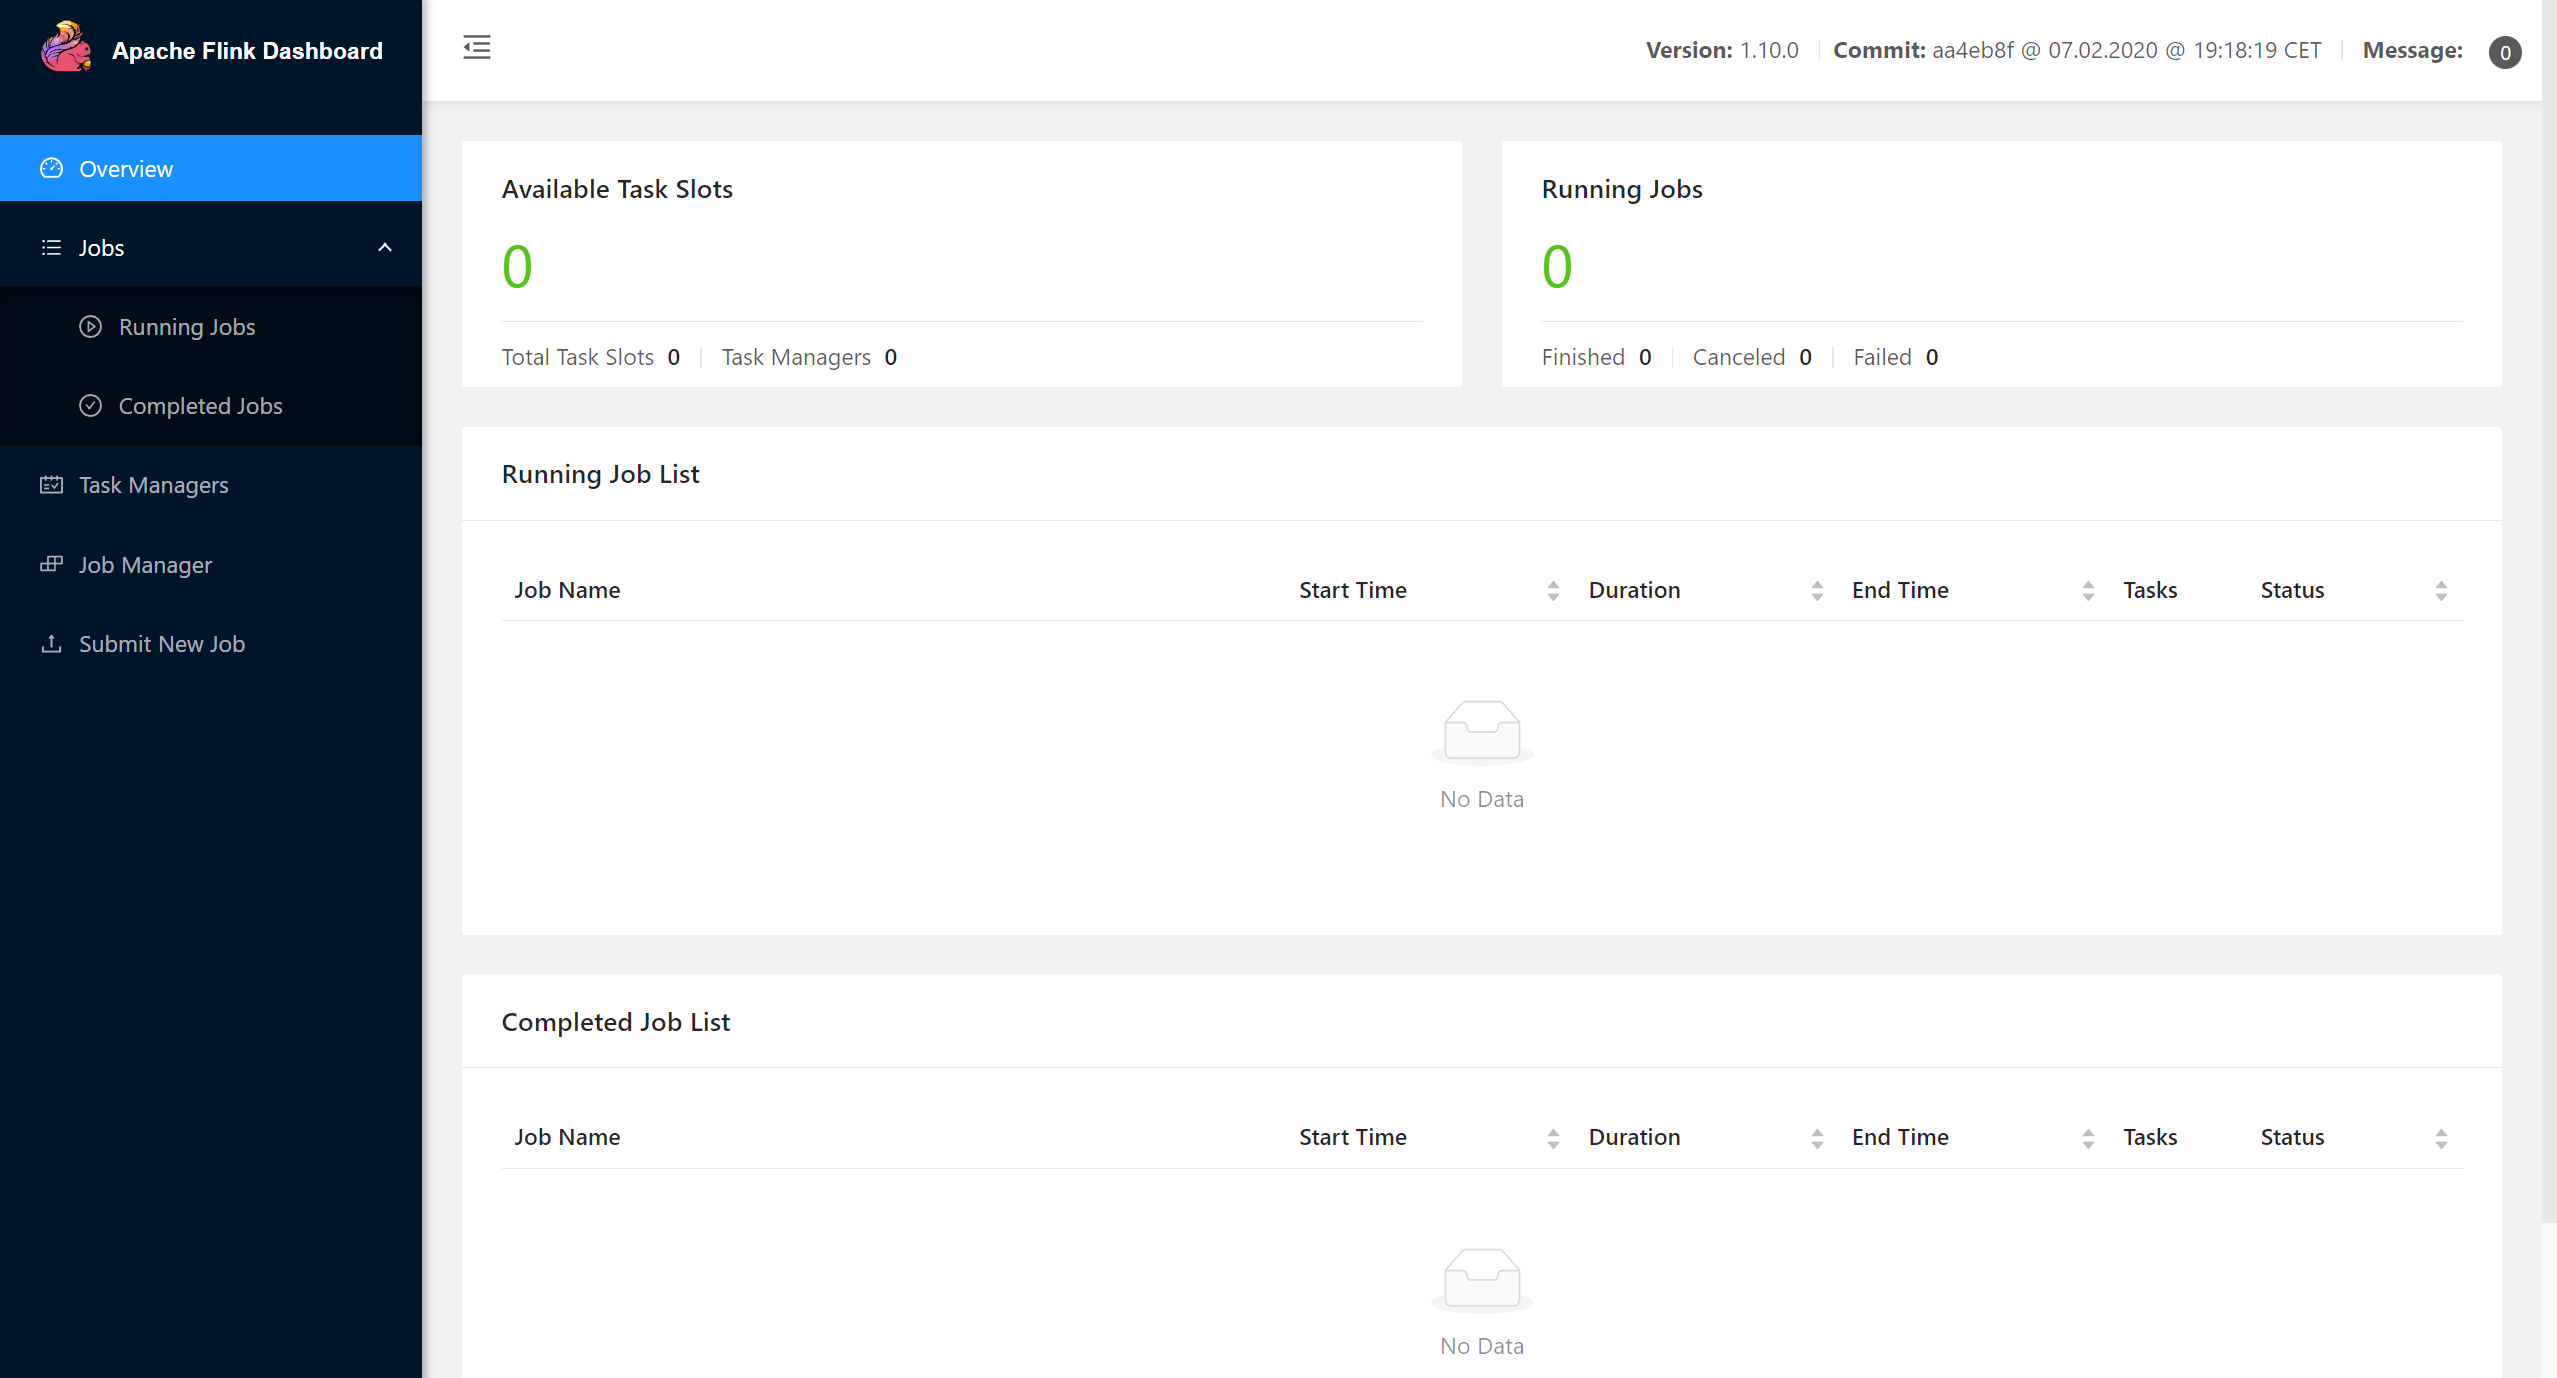 Apache Flink Dashboard
Version: 1.10.0 Commit: aa4eb8f @ 07.02.2020 @ 19:18:19 CET Message: 0
Overview
Jobs
Running Jobs
Completed Jobs
Task Managers
Job Manager
Submit New Job
Available Task Slots
0
Total Task Slots 0 Task Managers 0
Running Jobs
0
Finished 0 Canceled 0 Failed 0
Running Job List
Job Name Start Time Duration End Time Tasks Status
No Data
Completed Job List
Job Name Start Time Duration End Time Tasks Status
No Data